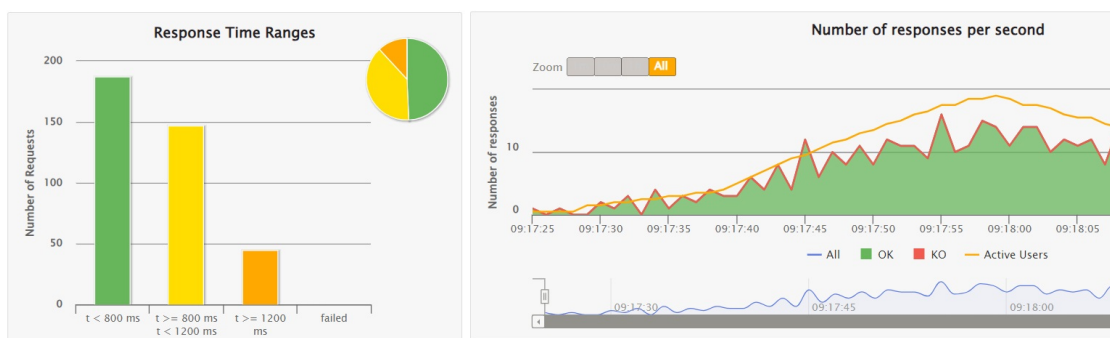 Response Time Ranges
200
150
100
50
0
Number of Requests
t < 800 ms
t >= 800 ms
t < 1200 ms
t >= 1200
ms
failed
Number of responses per second
Zoom
All
Number of responses
10
0
09:17:25 09:17:30 09:17:35 09:17:40 09:17:45 09:17:50 09:17:55 09:18:00 09:18:05
All OK KO Active Users
09:17:30 09:17:45 09:18:00